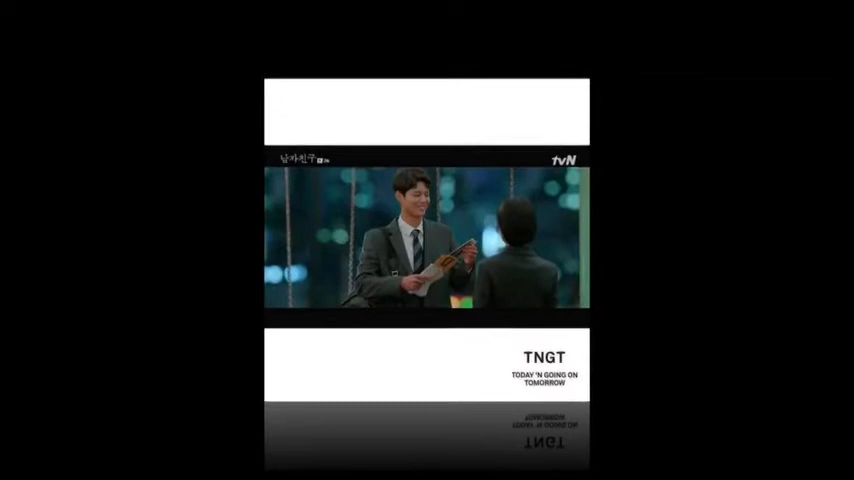 남자친구
tvN
TNGT
TODAY 'N GOING ON
TOMORROW